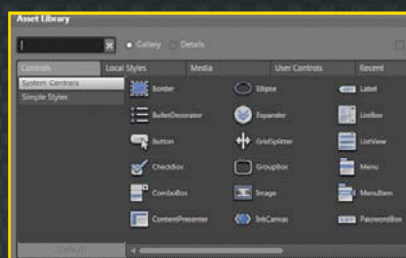 Asset Library
Gallery Details
Controls Local Styles Media User Controls Recent
System Controls
Simple Styles
Border Ellipse Label
BulletDecorator Expander ListBox
Button GridSplitter ListView
CheckBox GroupBox Menu
ComboBox Image MenuItem
ContentPresenter InkCanvas PasswordBox
(Default)